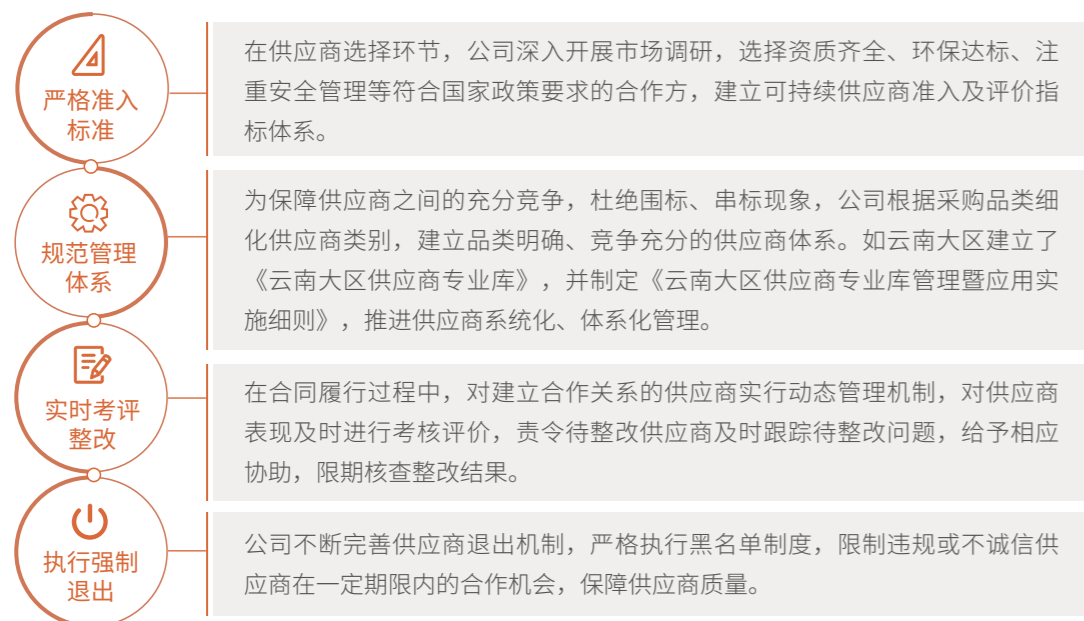 严格准入
标准
在供应商选择环节，公司深入开展市场调研，选择资质齐全、环保达标、注
重安全管理等符合国家政策要求的合作方，建立可持续供应商准入及评价指
标体系。
规范管理
体系
为保障供应商之间的充分竞争，杜绝围标、串标现象，公司根据采购品类细
化供应商类别，建立品类明确、竞争充分的供应商体系。如云南大区建立了
《云南大区供应商专业库》，并制定《云南大区供应商专业库管理暨应用实
施细则》，推进供应商系统化、体系化管理。
实时考评
整改
在合同履行过程中，对建立合作关系的供应商实行动态管理机制，对供应商
表现及时进行考核评价，责令待整改供应商及时跟踪待整改问题，给予相应
协助，限期核查整改结果。
执行强制
退出
公司不断完善供应商退出机制，严格执行黑名单制度，限制违规或不诚信供
应商在一定期限内的合作机会，保障供应商质量。